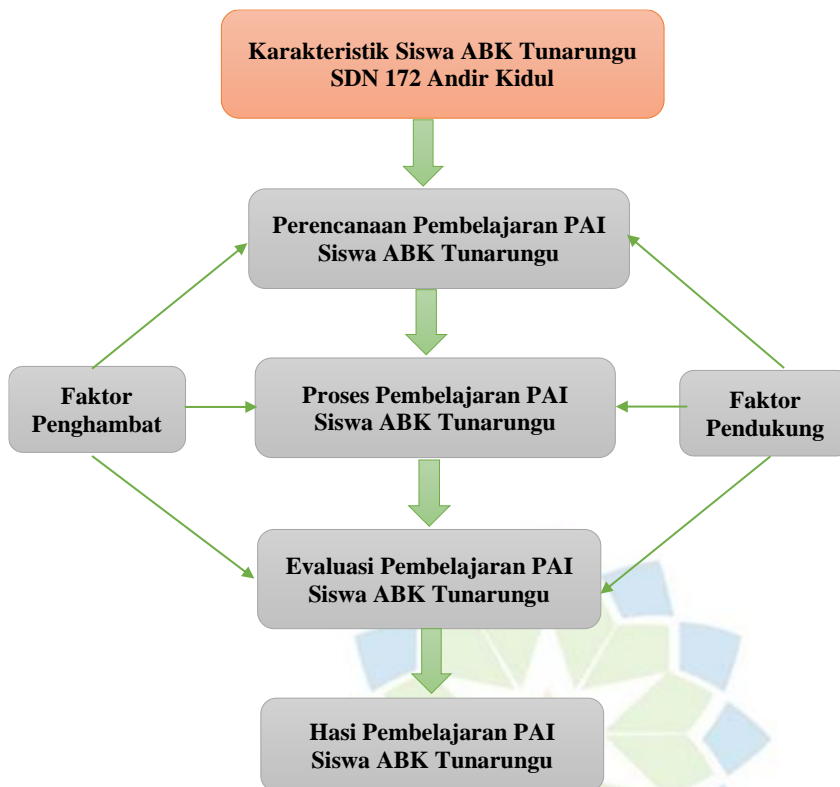 Karakteristik Siswa ABK Tunarungu
SDN 172 Andir Kidul
Perencanaan Pembelajaran PAI
Siswa ABK Tunarungu
Faktor
Penghambat
Proses Pembelajaran PAI
Siswa ABK Tunarungu
Faktor
Pendukung
Evaluasi Pembelajaran PAI
Siswa ABK Tunarungu
Hasi Pembelajaran PAI
Siswa ABK Tunarungu